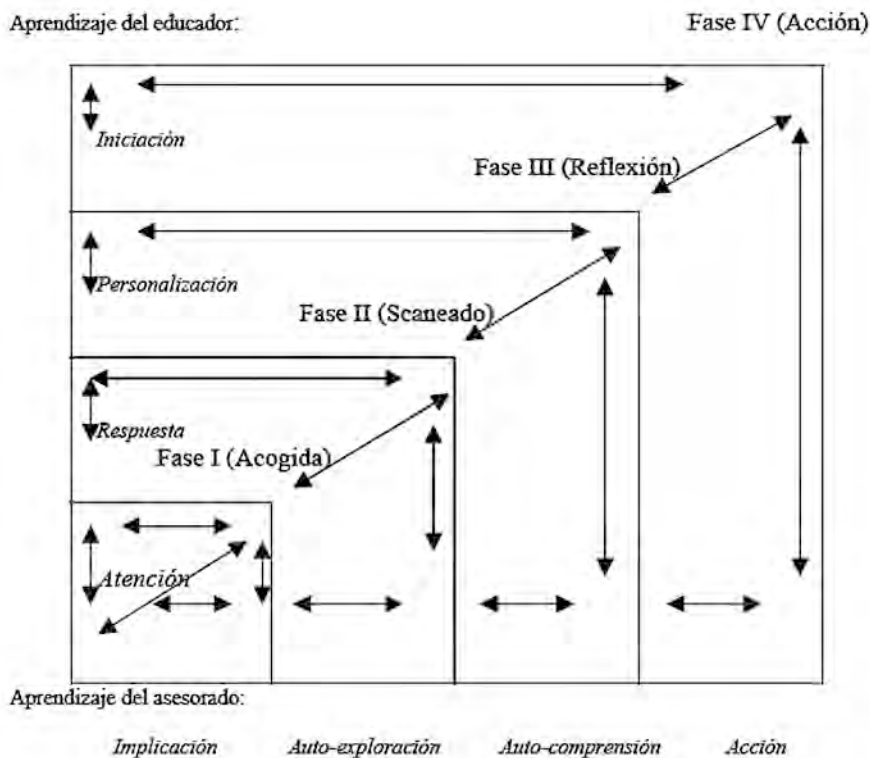 Aprendizaje del educador:
Fase IV (Acción)
Iniciación
Fase III (Reflexión)
Personalización
Fase II (Scaneado)
Respuesta
Fase I (Acogida)
Atención
Aprendizaje del asesorado:
Implicación Auto-exploración Auto-comprensión Acción